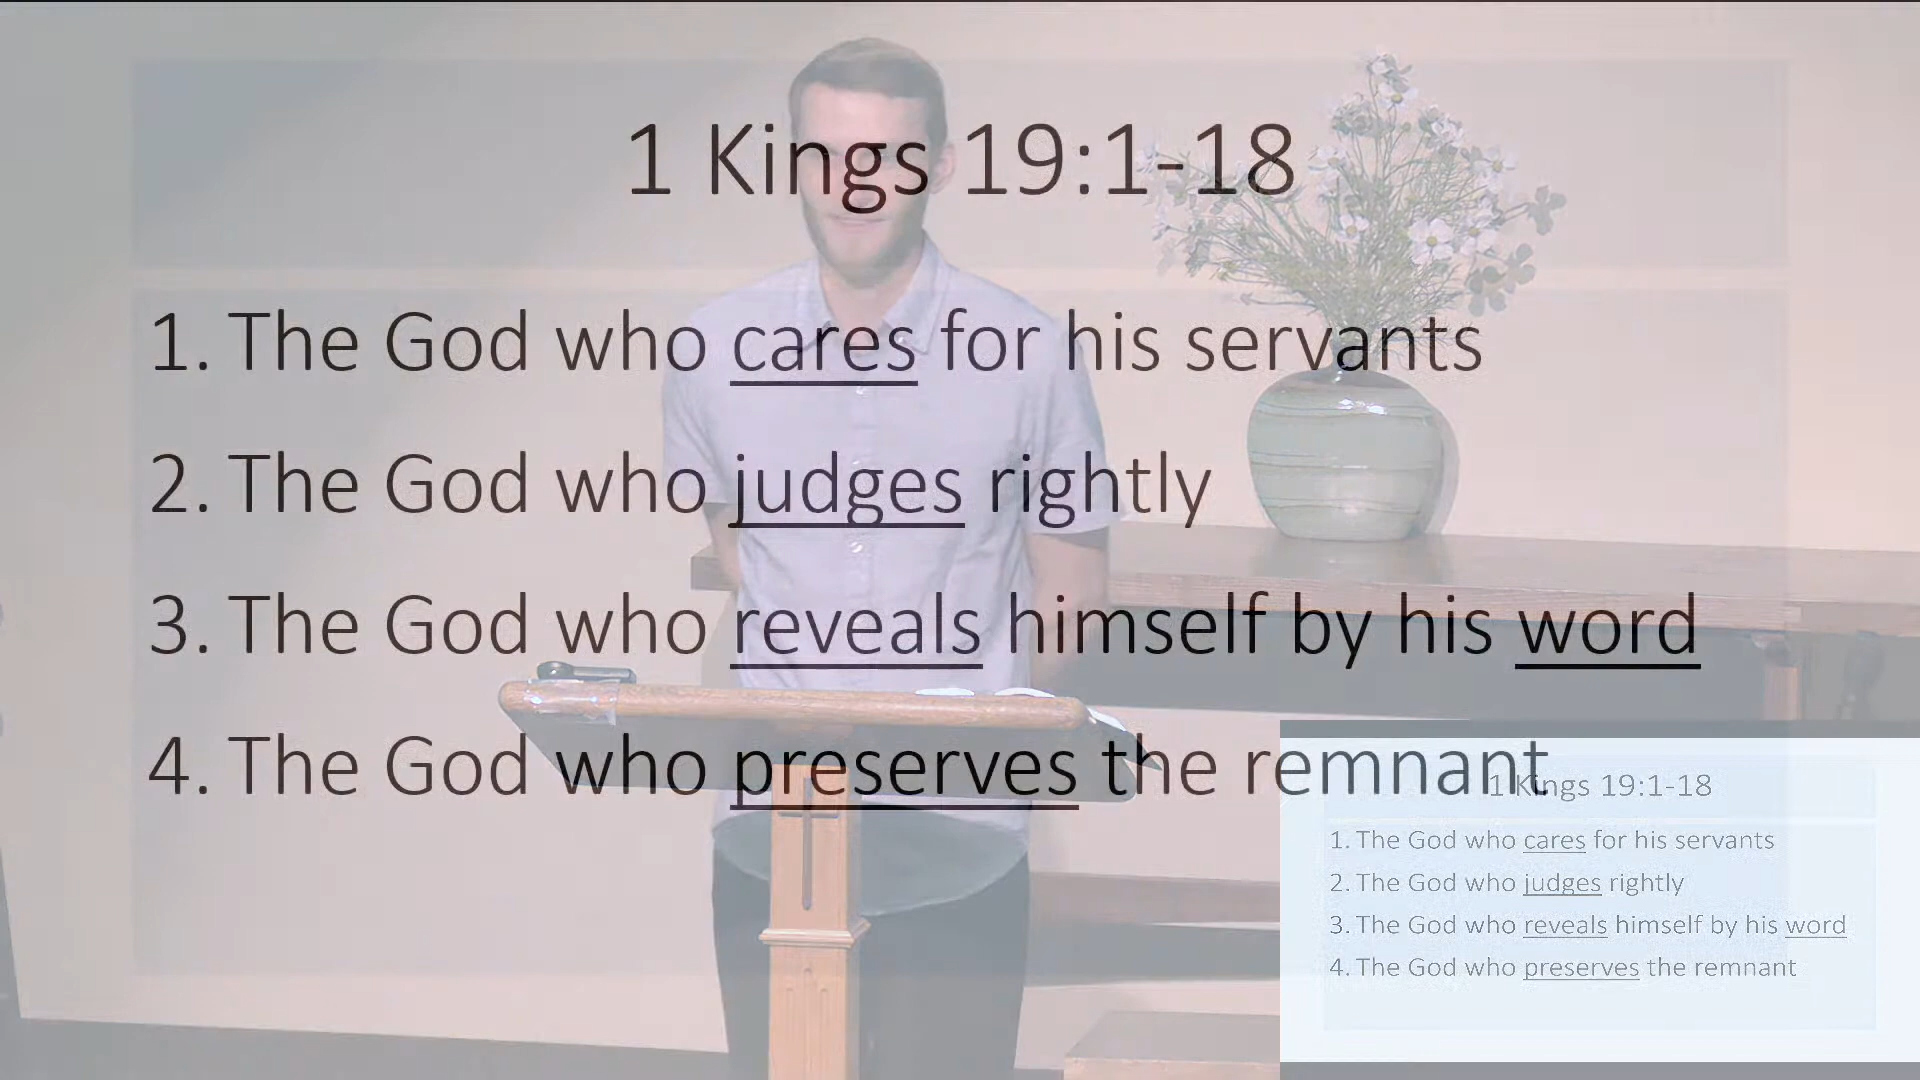 1 Kings 19:1-18
1. The God who cares for his servants
2. The God who judges rightly
3. The God who reveals himself by his word
4. The God who preserves the remnant
1 Kings 19:1-18
1. The God who cares for his servants
2. The God who judges rightly
3. The God who reveals himself by his word
4. The God who preserves the remnant